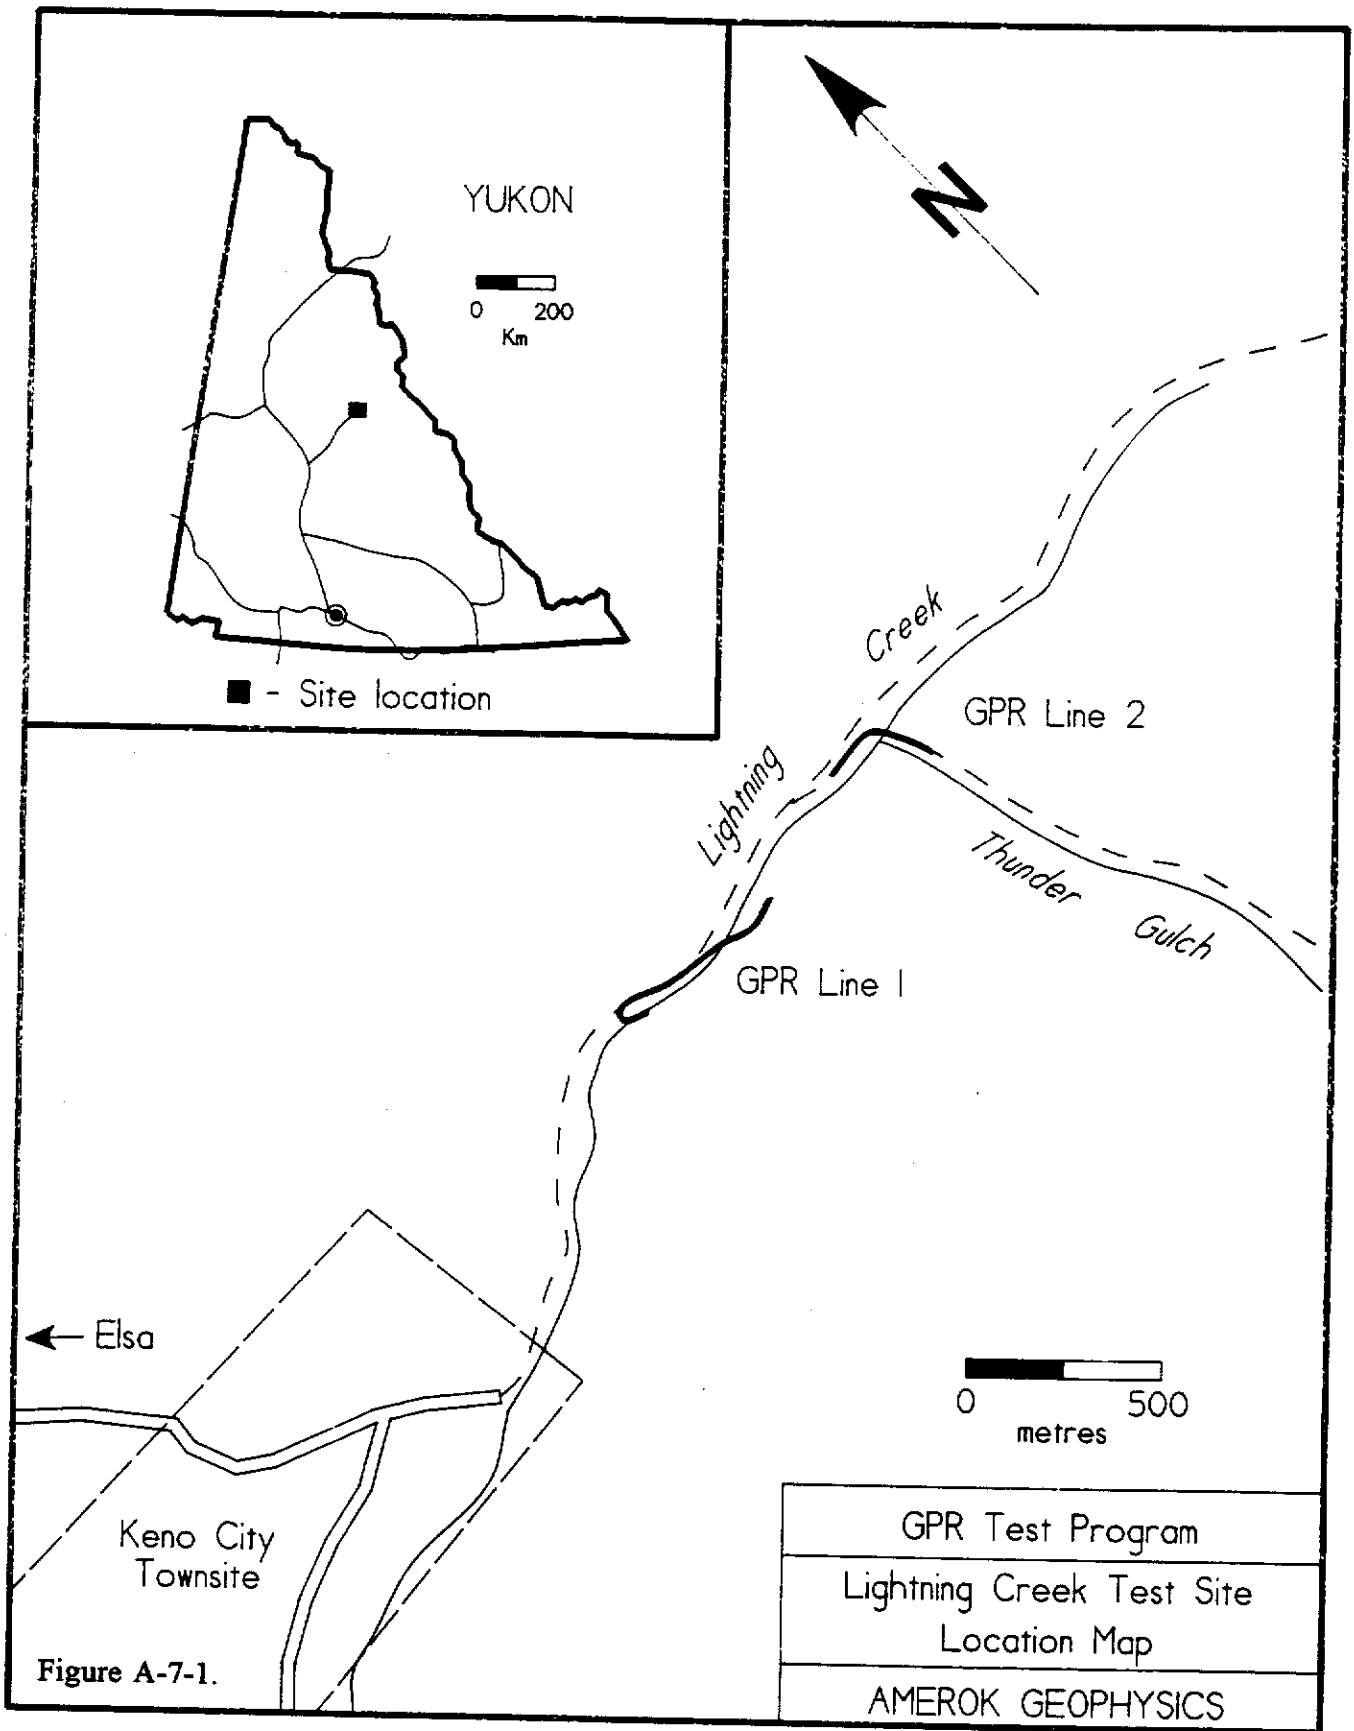 YUKON
0 200
Km
■ - Site location
N
Creek
Lightning
GPR Line 2
Thunder
Gulch
GPR Line 1
Elsa
Keno City
Townsite
0 500
metres
GPR Test Program
Lightning Creek Test Site
Location Map
AMEROK GEOPHYSICS
Figure A-7-1.